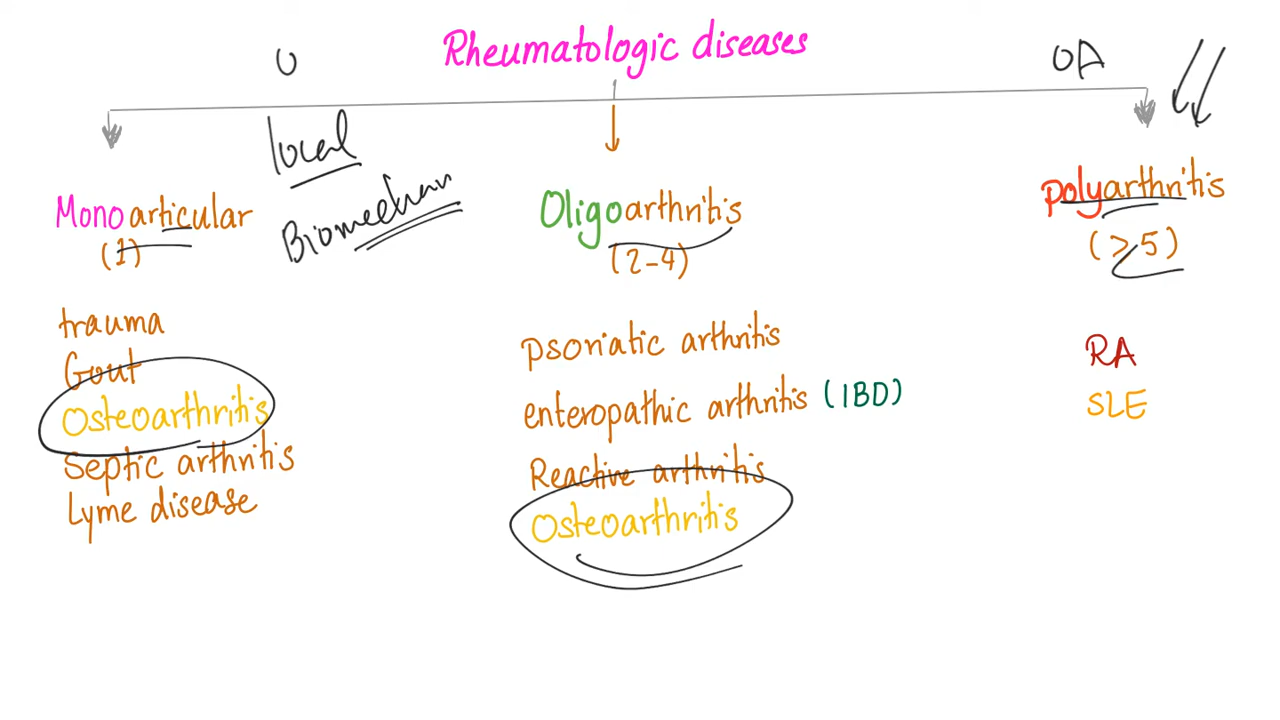 Rheumatologic diseases
OA
local
Biomechan
Monoarticular
(1)
trauma
Gout
Osteoarthritis
Septic arthritis
Lyme disease
Oligoarthritis
(2-4)
psoriatic arthritis
enteropathic arthritis (IBD)
Reactive arthritis
Osteoarthritis
polyarthritis
(≥5)
RA
SLE